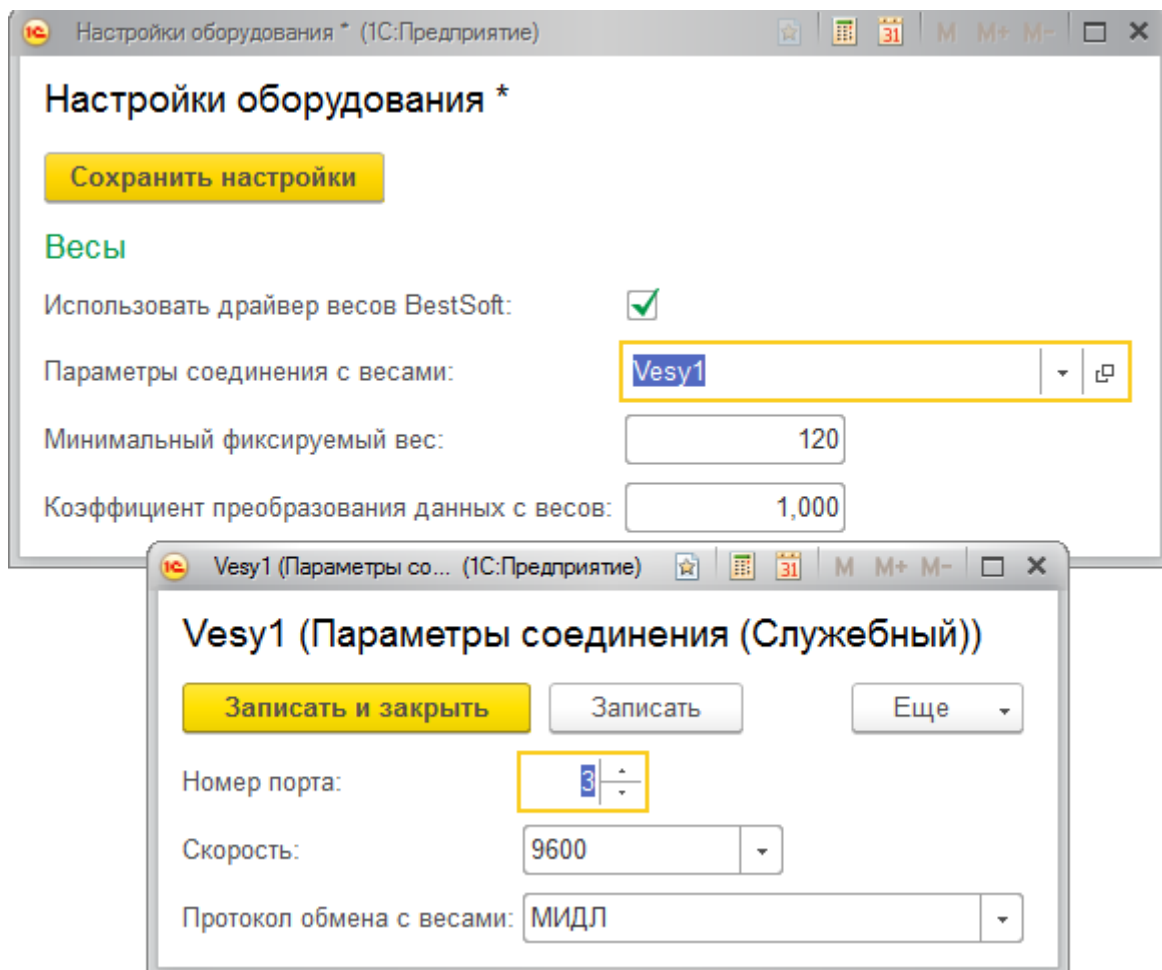 Настройки оборудования * (1С:Предприятие)
31 M M+ M-
Настройки оборудования *
Сохранить настройки
Весы
Использовать драйвер весов BestSoft:
Параметры соединения с весами: Vesy1
Минимальный фиксируемый вес: 120
Коэффициент преобразования данных с весов: 1,000
Vesy1 (Параметры со... (1С:Предприятие) 31 M M+ M-
Vesy1 (Параметры соединения (Служебный))
Записать и закрыть Записать Еще
Номер порта: 3
Скорость: 9600
Протокол обмена с весами: МИДЛ